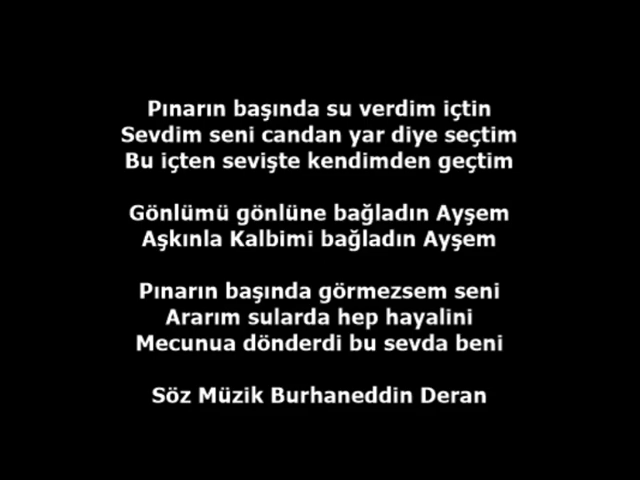 Pınarın başında su verdim içtin
Sevdim seni candan yar diye seçtim
Bu içten sevişte kendimden geçtim
Gönlümü gönlüne bağladın Ayşem
Aşkınla Kalbimi bağladın Ayşem
Pınarın başında görmezsem seni
Ararım sularda hep hayalini
Mecunua dönderdi bu sevda beni
Söz Müzik Burhaneddin Deran